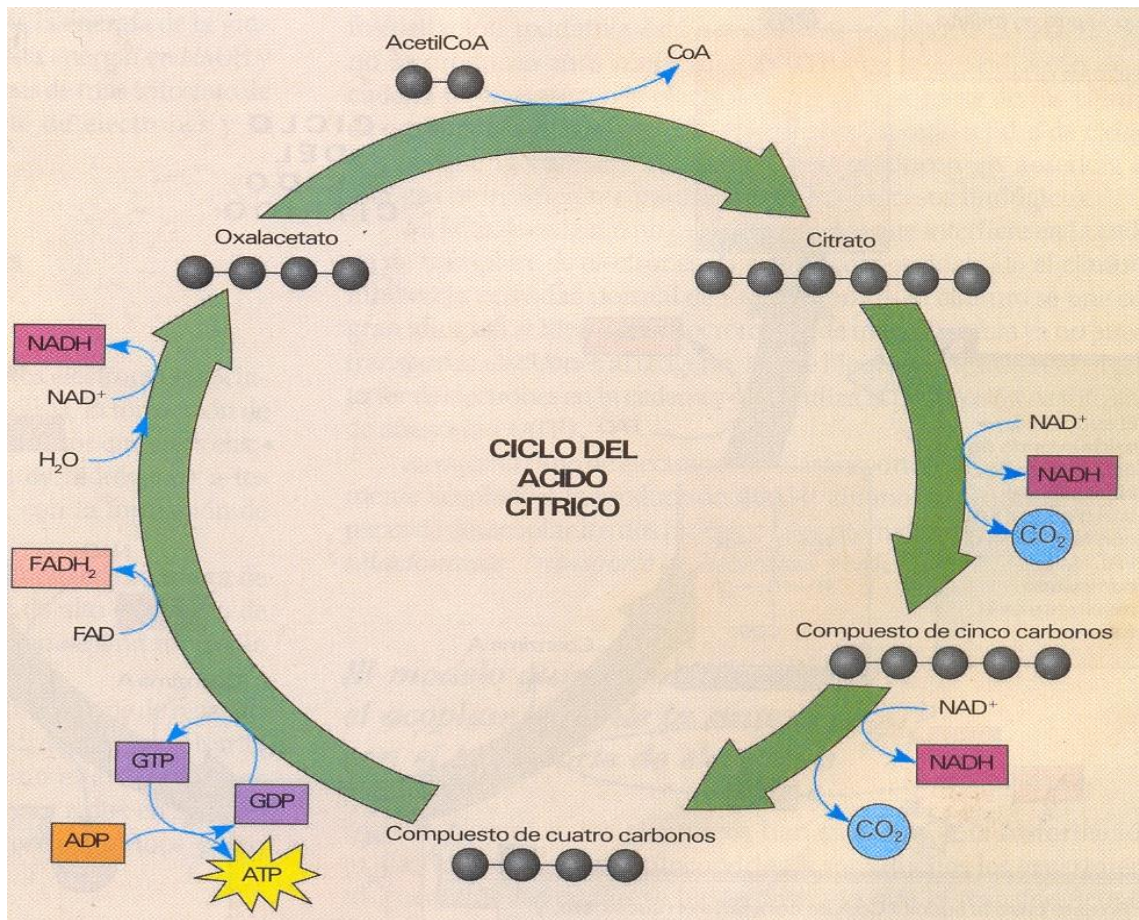 AcetilCoA
CoA
Oxalacetato
Citrato
NADH
NAD⁺
H₂O
FADH₂
FAD
CICLO DEL
ACIDO
CITRICO
NAD⁺
NADH
CO₂
Compuesto de cinco carbonos
NAD⁺
NADH
CO₂
Compuesto de cuatro carbonos
GTP
GDP
ADP
ATP